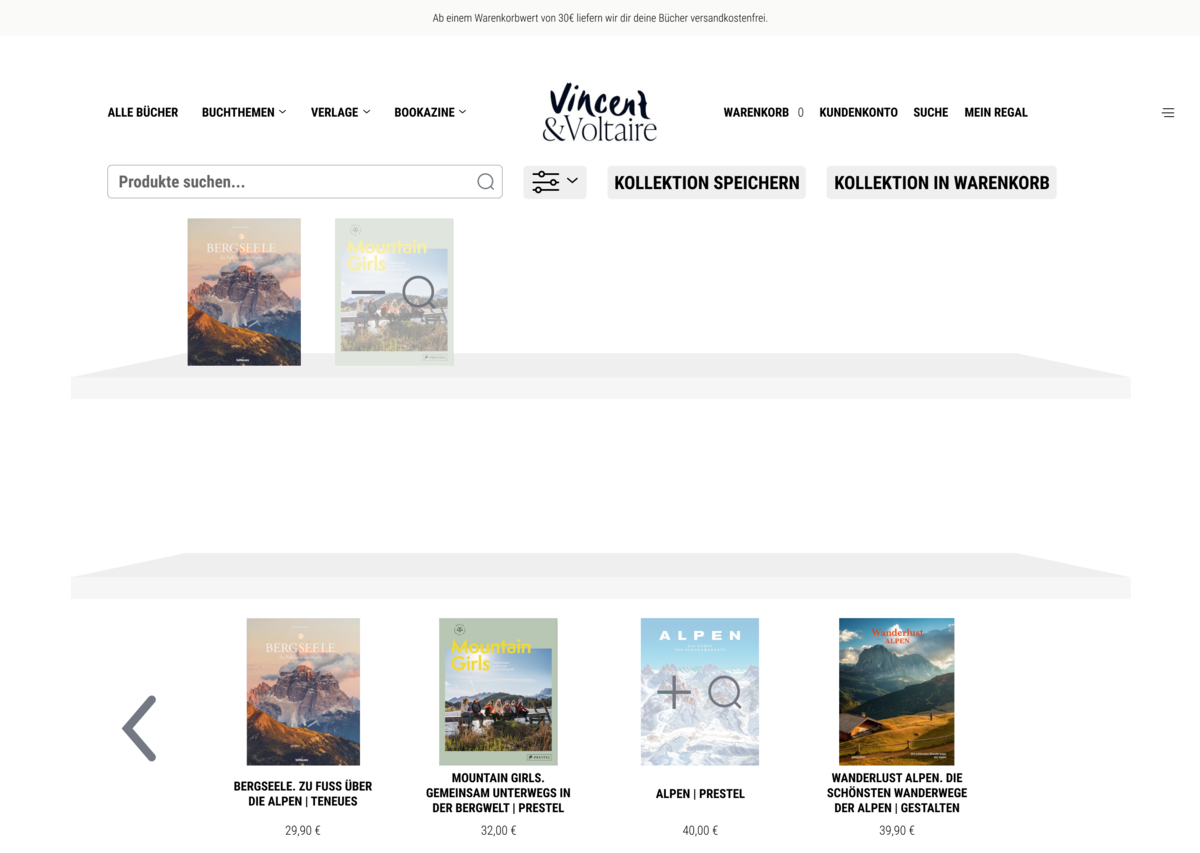 Ab einem Warenkorbwert von 30€ liefern wir dir deine Bücher versandkostenfrei.
ALLE BÜCHER BUCHTHEMEN VERLAGE BOOKAZINE
Vincent
&Voltaire
WARENKORB 0 KUNDENKONTO SUCHE MEIN REGAL
Produkte suchen...
KOLLEKTION SPEICHERN KOLLEKTION IN WARENKORB
BERGSEELE
Mountain
Girls
BERGSEELE
Mountain
Girls
PRESTEL
ALPEN
Wanderlust
ALPEN
BERGSEELE. ZU FUSS ÜBER
DIE ALPEN | TENEUES
29,90 €
MOUNTAIN GIRLS.
GEMEINSAM UNTERWEGS IN
DER BERGWELT | PRESTEL
32,00 €
ALPEN | PRESTEL
40,00 €
WANDERLUST ALPEN. DIE
SCHÖNSTEN WANDERWEGE
DER ALPEN | GESTALTEN
39,90 €